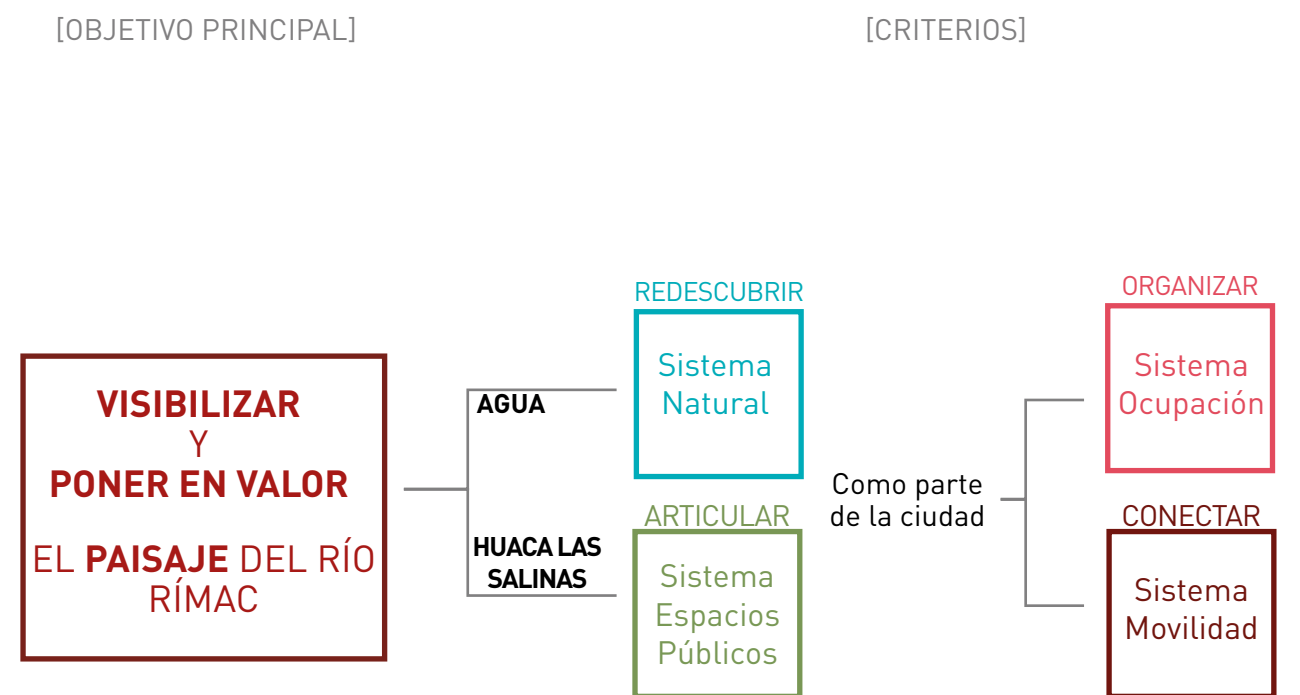 [OBJETIVO PRINCIPAL]
[CRITERIOS]
VISIBILIZAR
Y
PONER EN VALOR
EL PAISAJE DEL RÍO
RÍMAC
AGUA
HUACA LAS
SALINAS
REDESCUBRIR
Sistema
Natural
ARTICULAR
Sistema
Espacios
Públicos
Como parte
de la ciudad
ORGANIZAR
Sistema
Ocupación
CONECTAR
Sistema
Movilidad